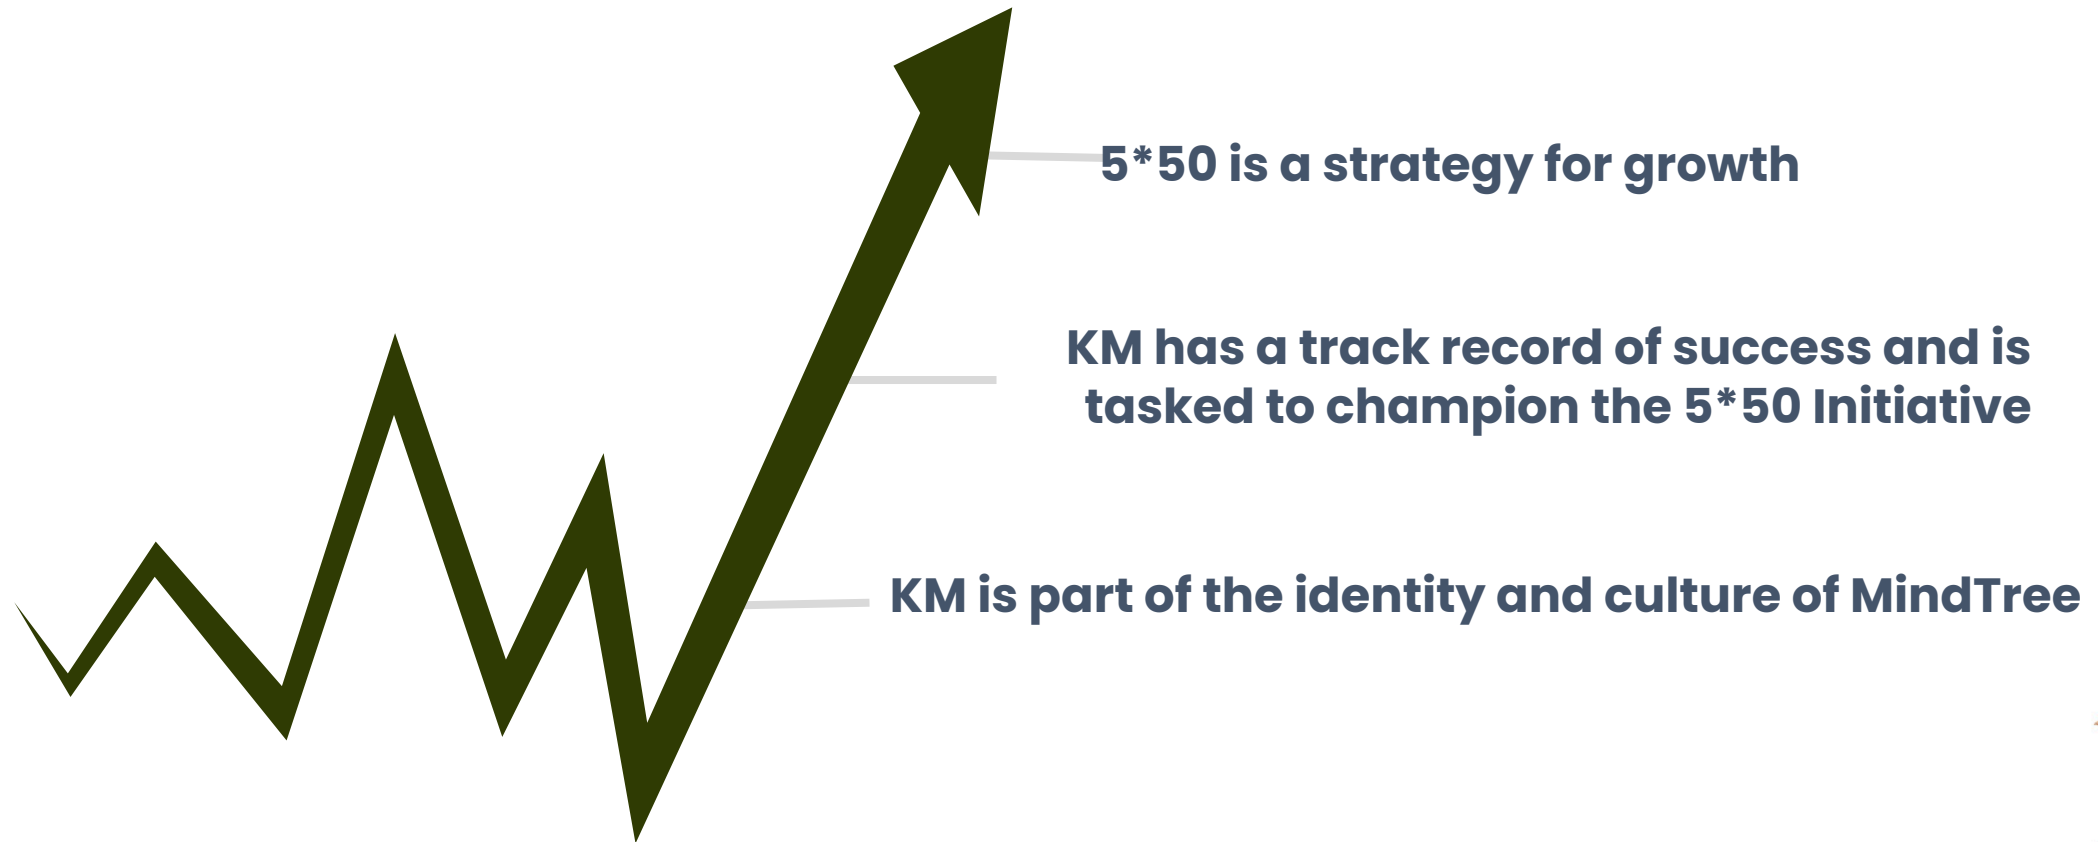 5*50 is a strategy for growth
KM has a track record of success and is
tasked to champion the 5*50 Initiative
KM is part of the identity and culture of MindTree